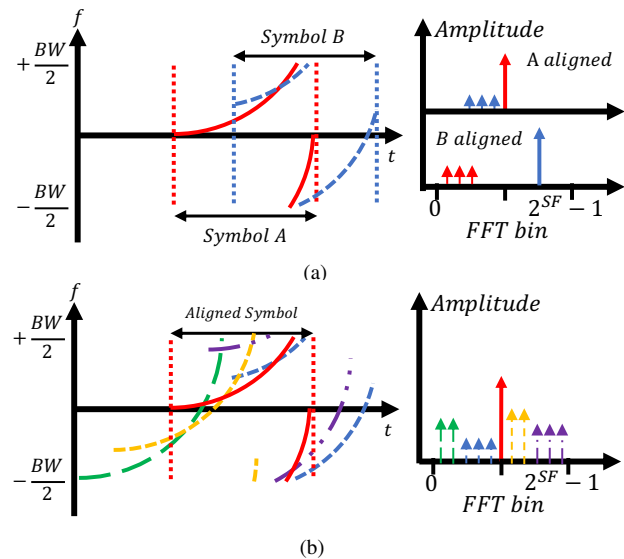 f
+ BW/2
Symbol B
t
− BW/2
Symbol A
Amplitude
A aligned
B aligned
0
2^SF − 1
FFT bin
(a)
f
+ BW/2
Aligned Symbol
t
− BW/2
Amplitude
0
2^SF − 1
FFT bin
(b)